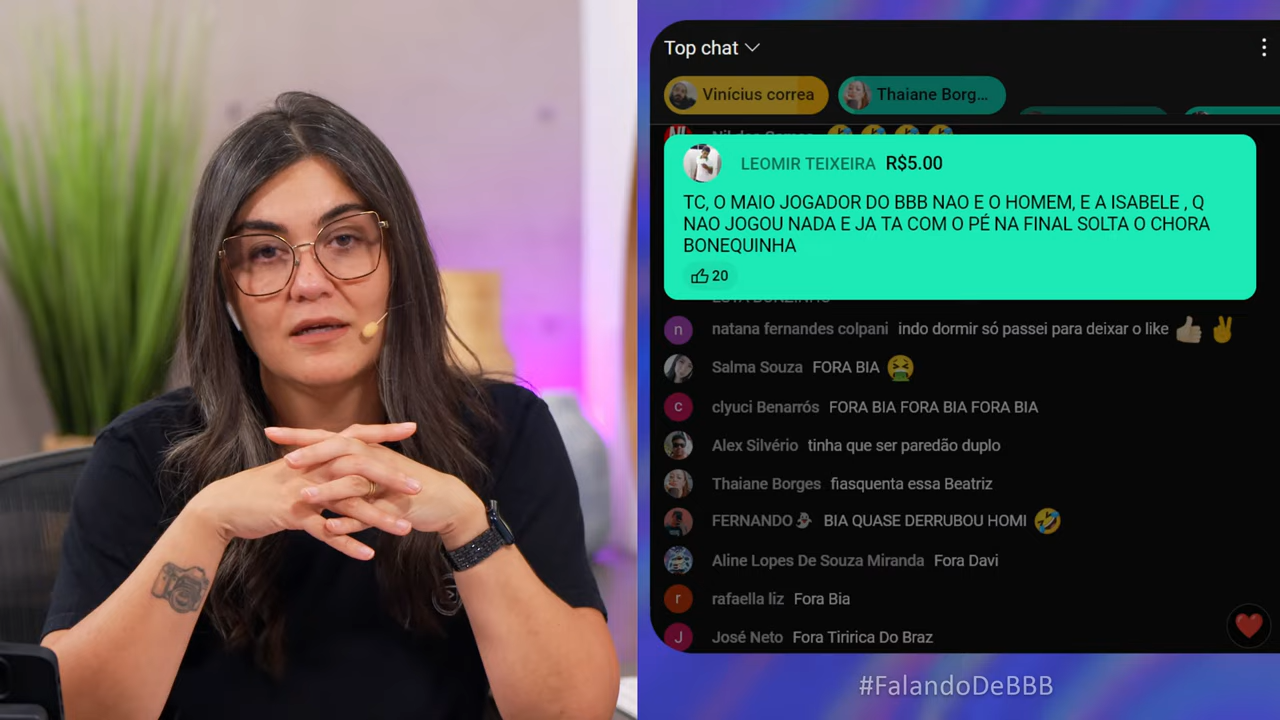 Top chat
Vinícius correa
Thaiane Borg...
LEOMIR TEIXEIRA R$5.00
TC, O MAIO JOGADOR DO BBB NAO E O HOMEM, E A ISABELE , Q
NAO JOGOU NADA E JA TA COM O PÉ NA FINAL SOLTA O CHORA
BONEQUINHA
20
natana fernandes colpani indo dormir só passei para deixar o like
Salma Souza FORA BIA
clyuci Benarrós FORA BIA FORA BIA FORA BIA
Alex Silvério tinha que ser paredão duplo
Thaiane Borges fiasquenta essa Beatriz
FERNANDO BIA QUASE DERRUBOU HOMI
Aline Lopes De Souza Miranda Fora Davi
rafaella liz Fora Bia
José Neto Fora Tiririca Do Braz
#FalandoDeBBB